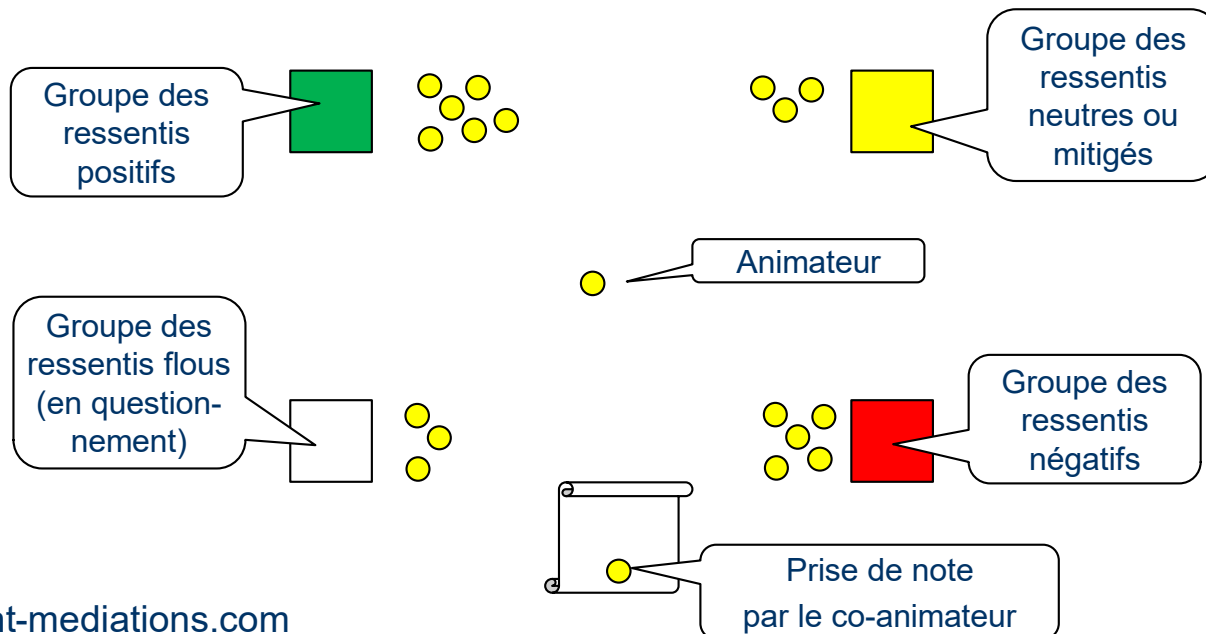 Groupe des
ressentis
positifs
Groupe des
ressentis
neutres ou
mitigés
Animateur
Groupe des
ressentis flous
(en question-
nement)
Groupe des
ressentis
négatifs
Prise de note
par le co-animateur
nt-mediations.com